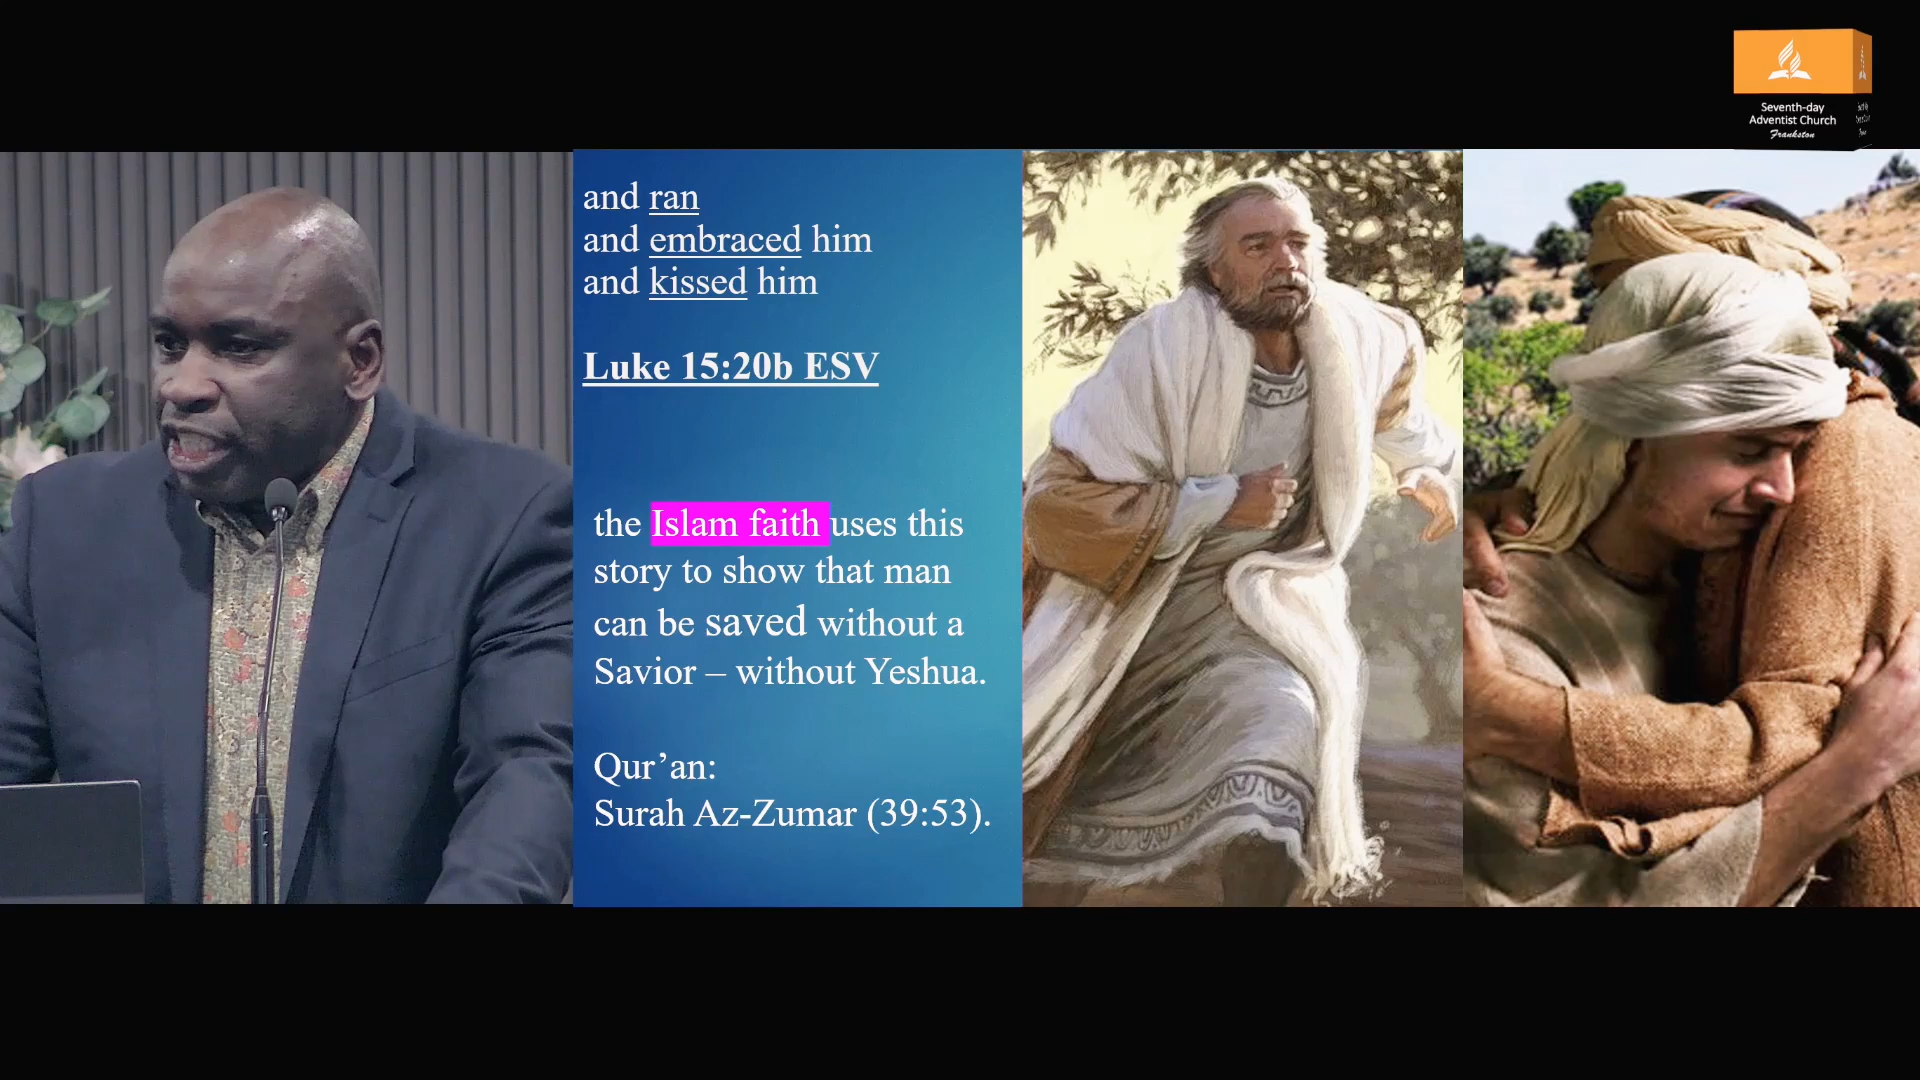 Seventh-day
Adventist Church
Frankston
and ran
and embraced him
and kissed him
Luke 15:20b ESV
the Islam faith uses this
story to show that man
can be saved without a
Savior – without Yeshua.
Qur’an:
Surah Az-Zumar (39:53).